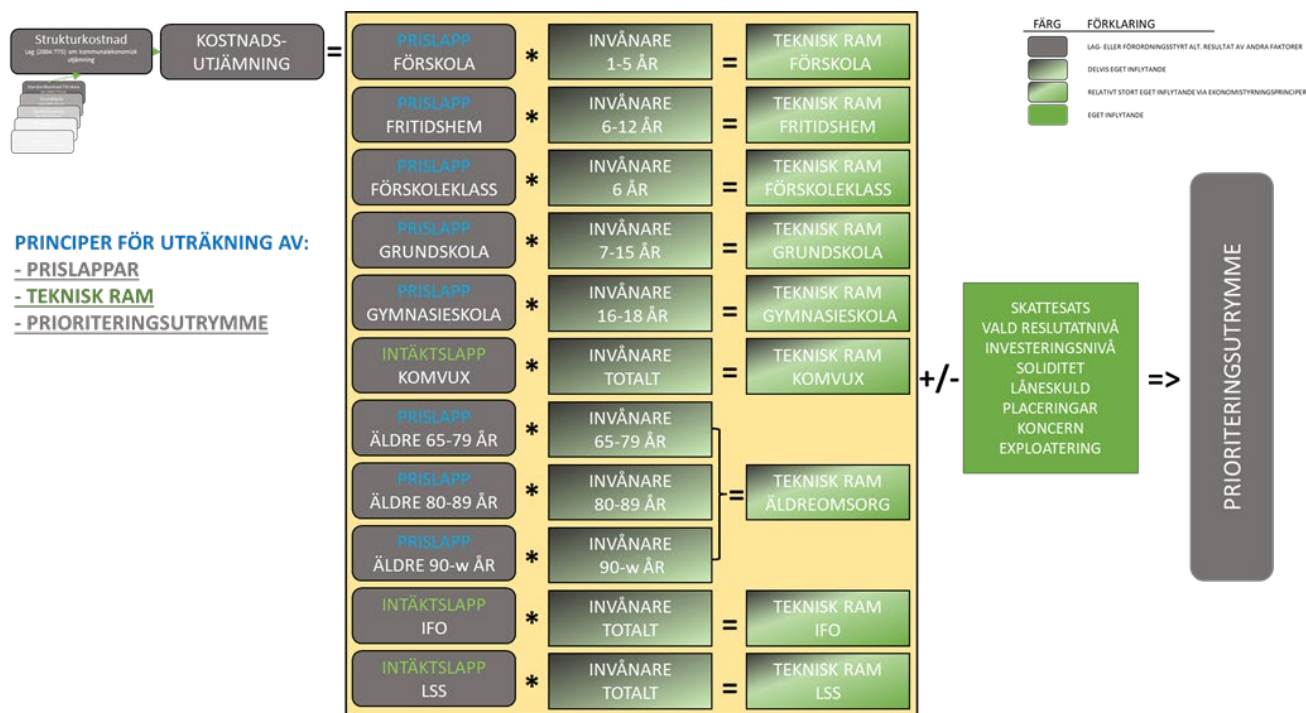 Strukturkostnad
Lag (2004:773) om kommunalekonomisk
utjämning
Standardkostnad Förskola
KOSTNADS-
UTJÄMNING
=
PRINCIPER FÖR UTRÄKNING AV:
- PRISLAPPAR
- TEKNISK RAM
- PRIORITERINGSUTRYMME
PRISLAPP
FÖRSKOLA
*
INVÅNARE
1-5 ÅR
=
TEKNISK RAM
FÖRSKOLA
PRISLAPP
FRITIDSHEM
*
INVÅNARE
6-12 ÅR
=
TEKNISK RAM
FRITIDSHEM
PRISLAPP
FÖRSKOLEKLASS
*
INVÅNARE
6 ÅR
=
TEKNISK RAM
FÖRSKOLEKLASS
PRISLAPP
GRUNDSKOLA
*
INVÅNARE
7-15 ÅR
=
TEKNISK RAM
GRUNDSKOLA
PRISLAPP
GYMNASIESKOLA
*
INVÅNARE
16-18 ÅR
=
TEKNISK RAM
GYMNASIESKOLA
INTÄKTSLAPP
KOMVUX
*
INVÅNARE
TOTALT
=
TEKNISK RAM
KOMVUX
PRISLAPP
ÄLDRE 65-79 ÅR
*
INVÅNARE
65-79 ÅR
PRISLAPP
ÄLDRE 80-89 ÅR
*
INVÅNARE
80-89 ÅR
=
TEKNISK RAM
ÄLDREOMSORG
PRISLAPP
ÄLDRE 90-w ÅR
*
INVÅNARE
90-w ÅR
INTÄKTSLAPP
IFO
*
INVÅNARE
TOTALT
=
TEKNISK RAM
IFO
INTÄKTSLAPP
LSS
*
INVÅNARE
TOTALT
=
TEKNISK RAM
LSS
+/-
SKATTESATS
VALD RESLUTATNIVÅ
INVESTERINGSNIVÅ
SOLIDITET
LÅNESKULD
PLACERINGAR
KONCERN
EXPLOATERING
=>
PRIORITERINGSUTRYMME
FÄRG FÖRKLARING
LAG- ELLER FÖRORDNINGSSTYRT ALT. RESULTAT AV ANDRA FAKTORER
DELVIS EGET INFLYTANDE
RELATIVT STORT EGET INFLYTANDE VIA EKONOMISTYRNINGSPRINCIPER
EGET INFLYTANDE